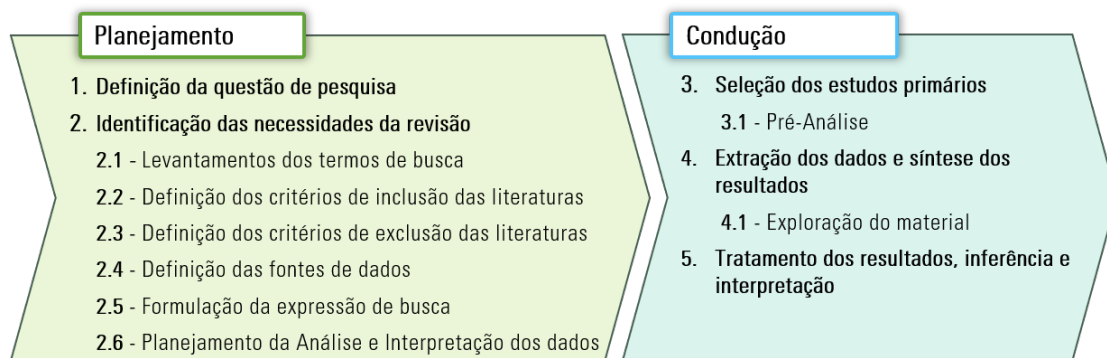 Planejamento
1. Definição da questão de pesquisa
2. Identificação das necessidades da revisão
2.1 - Levantamentos dos termos de busca
2.2 - Definição dos critérios de inclusão das literaturas
2.3 - Definição dos critérios de exclusão das literaturas
2.4 - Definição das fontes de dados
2.5 - Formulação da expressão de busca
2.6 - Planejamento da Análise e Interpretação dos dados
Condução
3. Seleção dos estudos primários
3.1 - Pré-Análise
4. Extração dos dados e síntese dos
resultados
4.1 - Exploração do material
5. Tratamento dos resultados, inferência e
interpretação